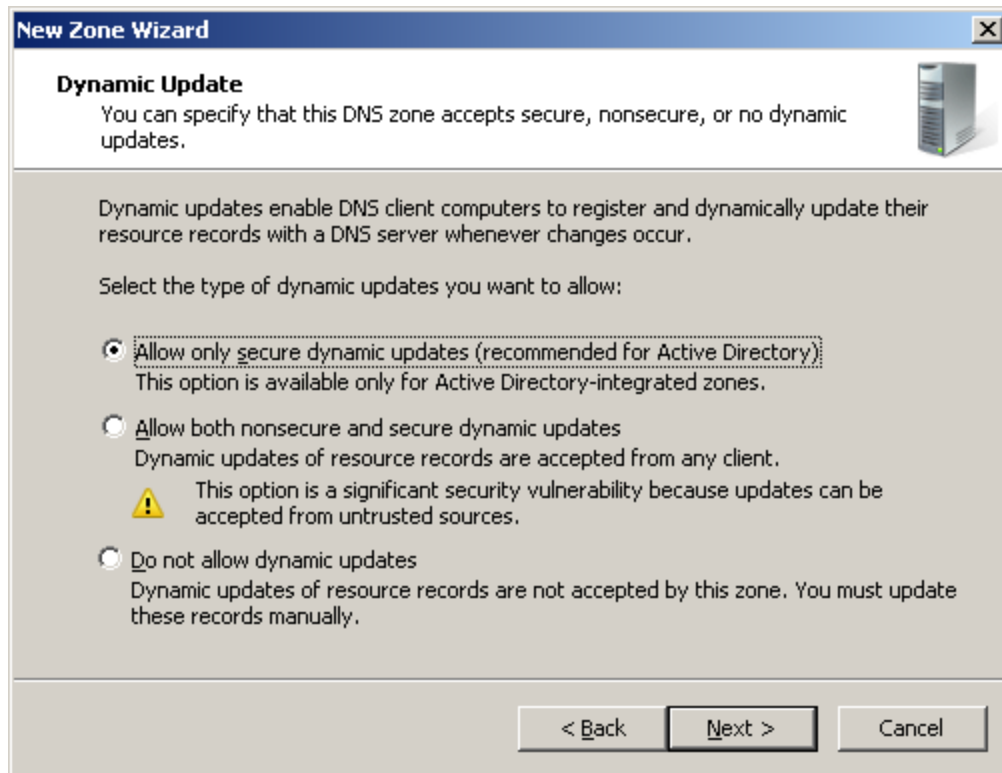 New Zone Wizard
Dynamic Update
You can specify that this DNS zone accepts secure, nonsecure, or no dynamic
updates.
Dynamic updates enable DNS client computers to register and dynamically update their
resource records with a DNS server whenever changes occur.
Select the type of dynamic updates you want to allow:
Allow only secure dynamic updates (recommended for Active Directory)
This option is available only for Active Directory-integrated zones.
Allow both nonsecure and secure dynamic updates
Dynamic updates of resource records are accepted from any client.
This option is a significant security vulnerability because updates can be
accepted from untrusted sources.
Do not allow dynamic updates
Dynamic updates of resource records are not accepted by this zone. You must update
these records manually.
< Back
Next >
Cancel